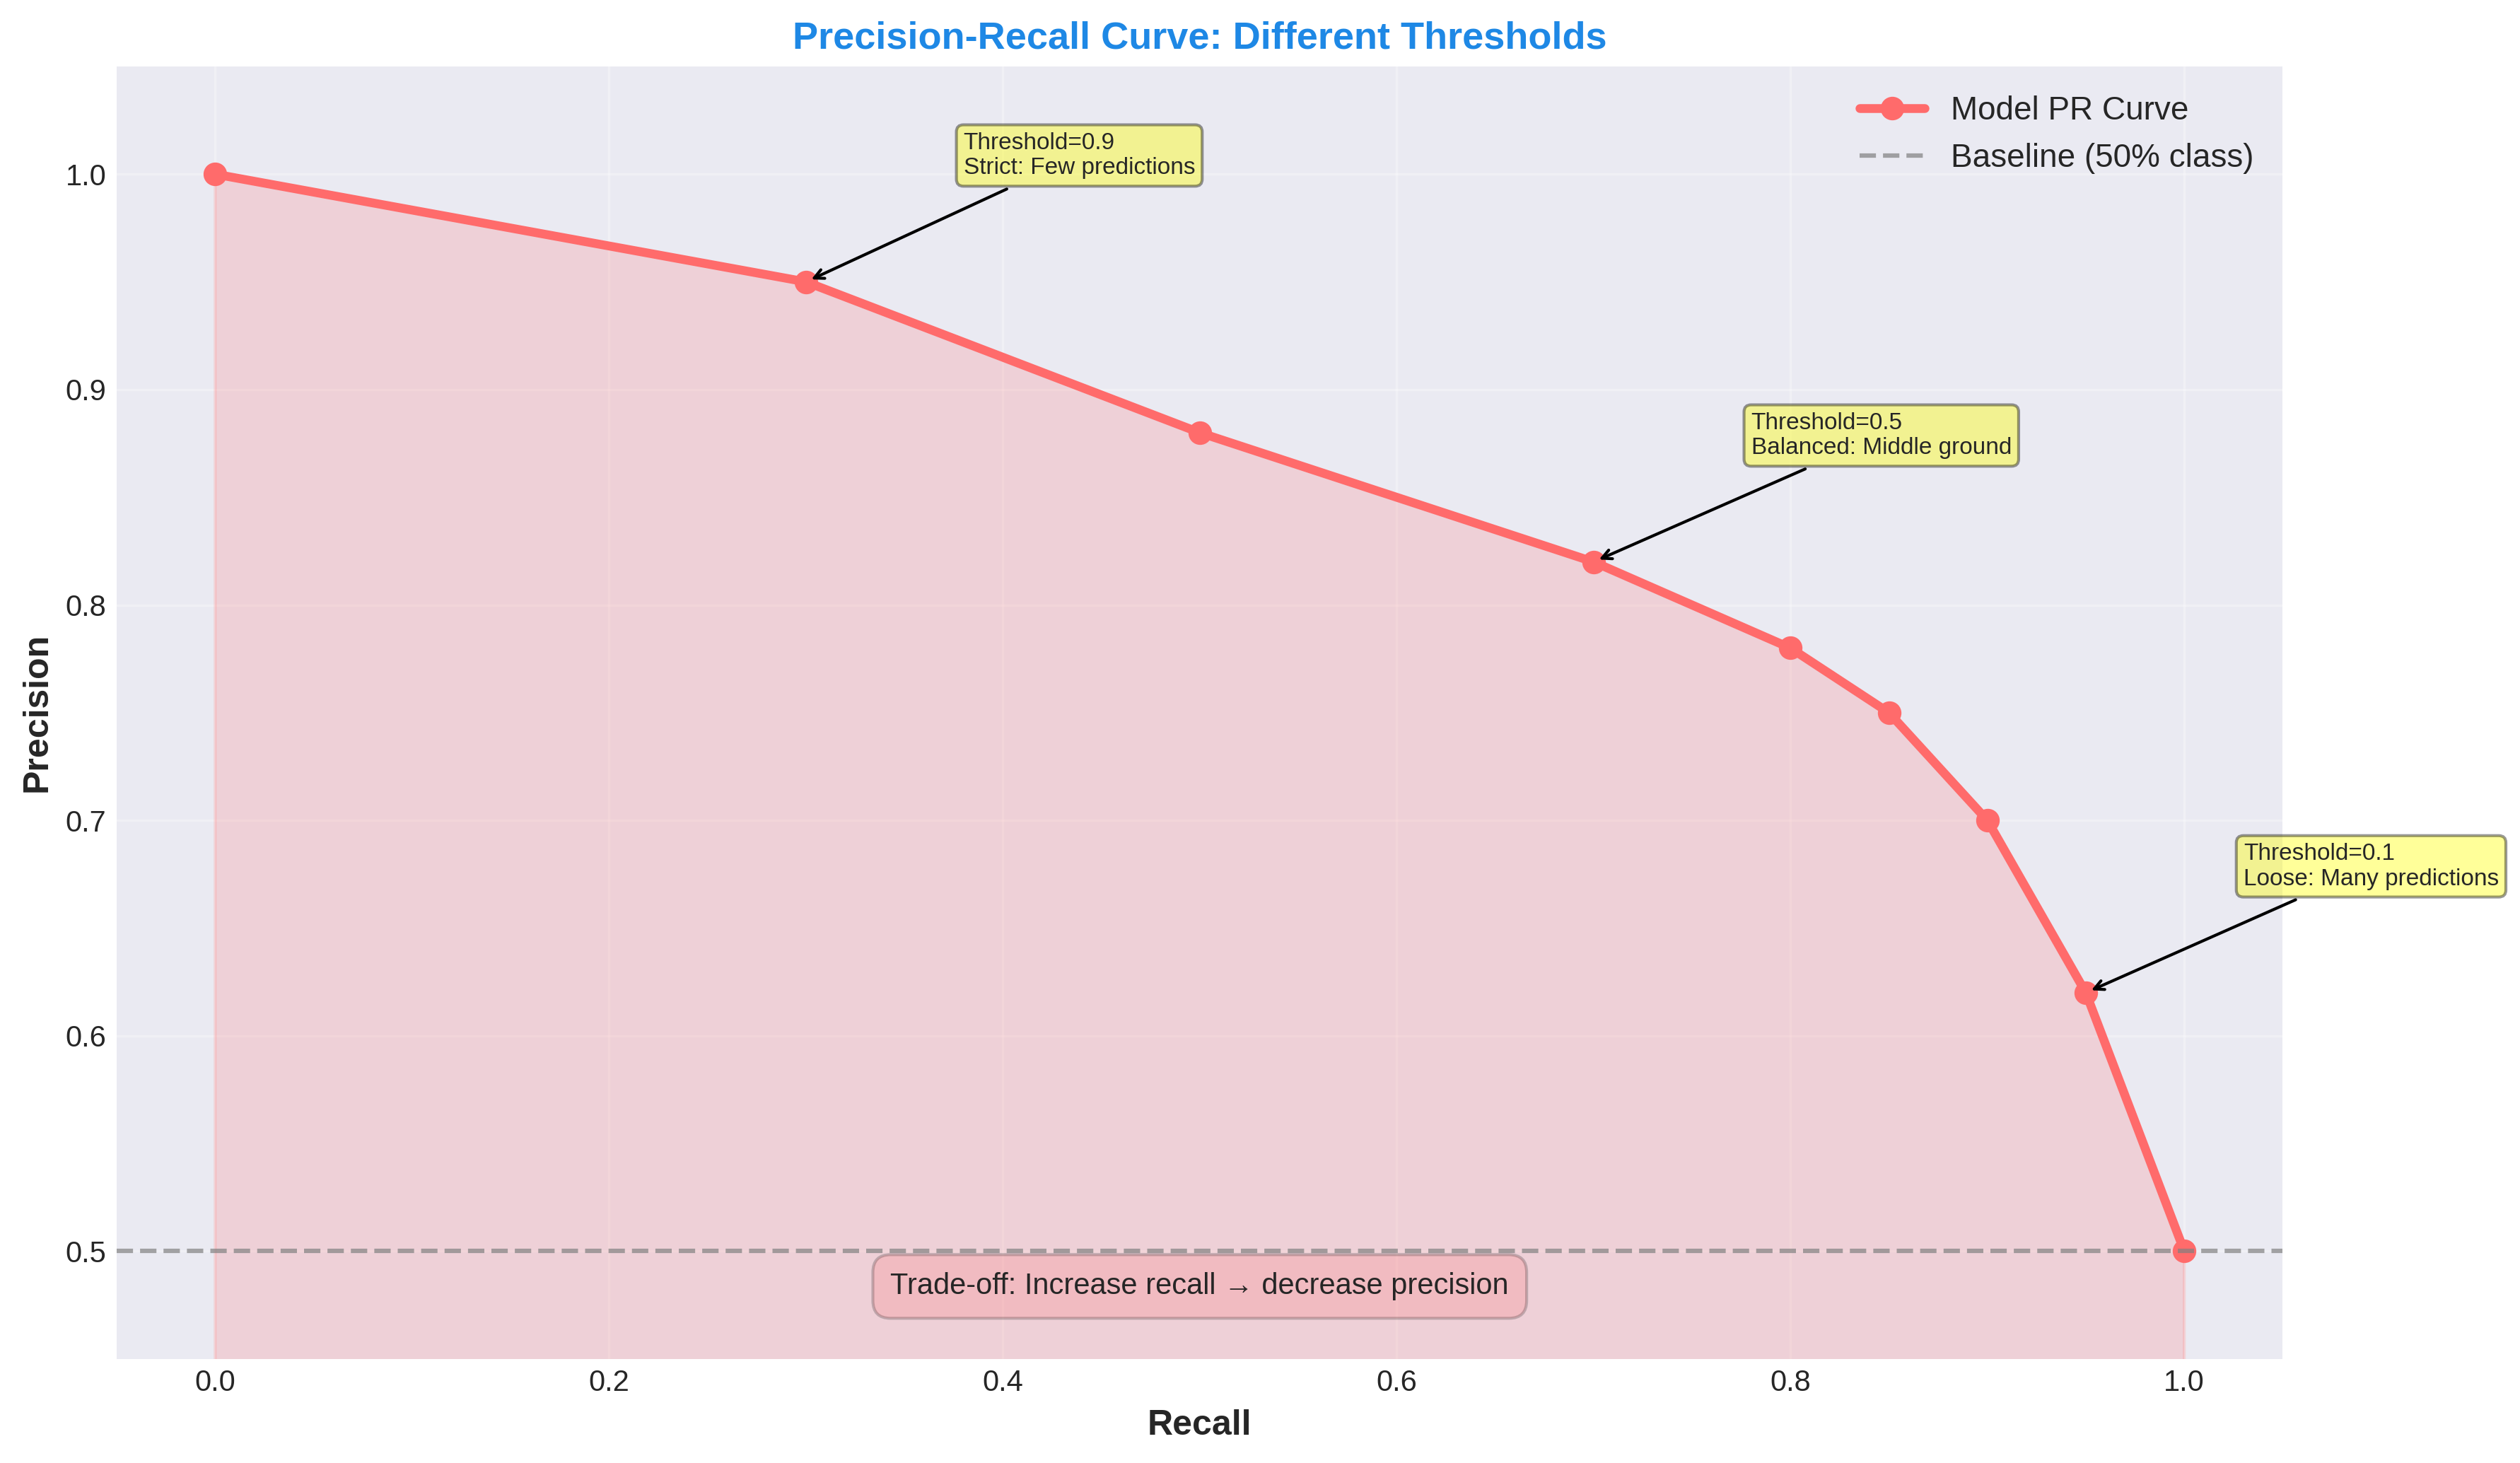 Precision-Recall Curve: Different Thresholds
Model PR Curve
Baseline (50% class)
Threshold=0.9
Strict: Few predictions
Threshold=0.5
Balanced: Middle ground
Threshold=0.1
Loose: Many predictions
Trade-off: Increase recall → decrease precision
Precision
1.0
0.9
0.8
0.7
0.6
0.5
0.0
0.2
0.4
0.6
0.8
1.0
Recall